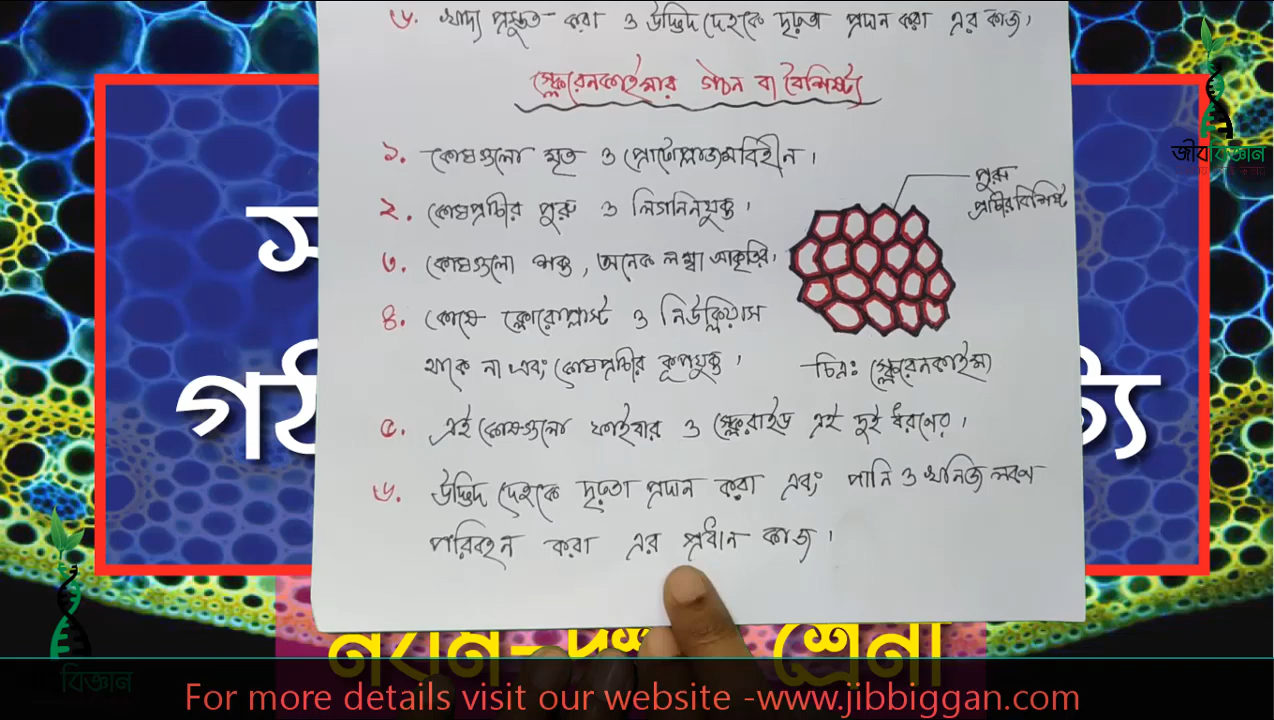 ৬. খাদ্য প্রস্তুত করা ও উদ্ভিদ দেহকে দৃঢ়তা প্রদান করা এর কাজ।
স্ক্লেরেনকাইমার গঠন বা বৈশিষ্ট্য
১. কোষগুলো মৃত ও প্রোটোপ্লাজমবিহীন।
২. কোষপ্রাচীর পুরু ও লিগনিনযুক্ত।
৩. কোষগুলো শক্ত, অনেক লম্বা আকৃতির।
৪. কোষে ক্লোরোপ্লাস্ট ও নিউক্লিয়াস
থাকে না এবং কোষপ্রাচীর কূপযুক্ত।
৫. এই কোষগুলো ফাইবার ও স্ক্লেরাইড এই দুই ধরণের।
৬. উদ্ভিদ দেহকে দৃঢ়তা প্রদান করা এবং পানি ও খনিজ লবণ
পরিবহন করা এর প্রধান কাজ।
পুরু
প্রাচীরবিশিষ্ট
চিত্রঃ স্ক্লেরেনকাইমা
জীববিজ্ঞান
বিজ্ঞান
For more details visit our website -www.jibbiggan.com